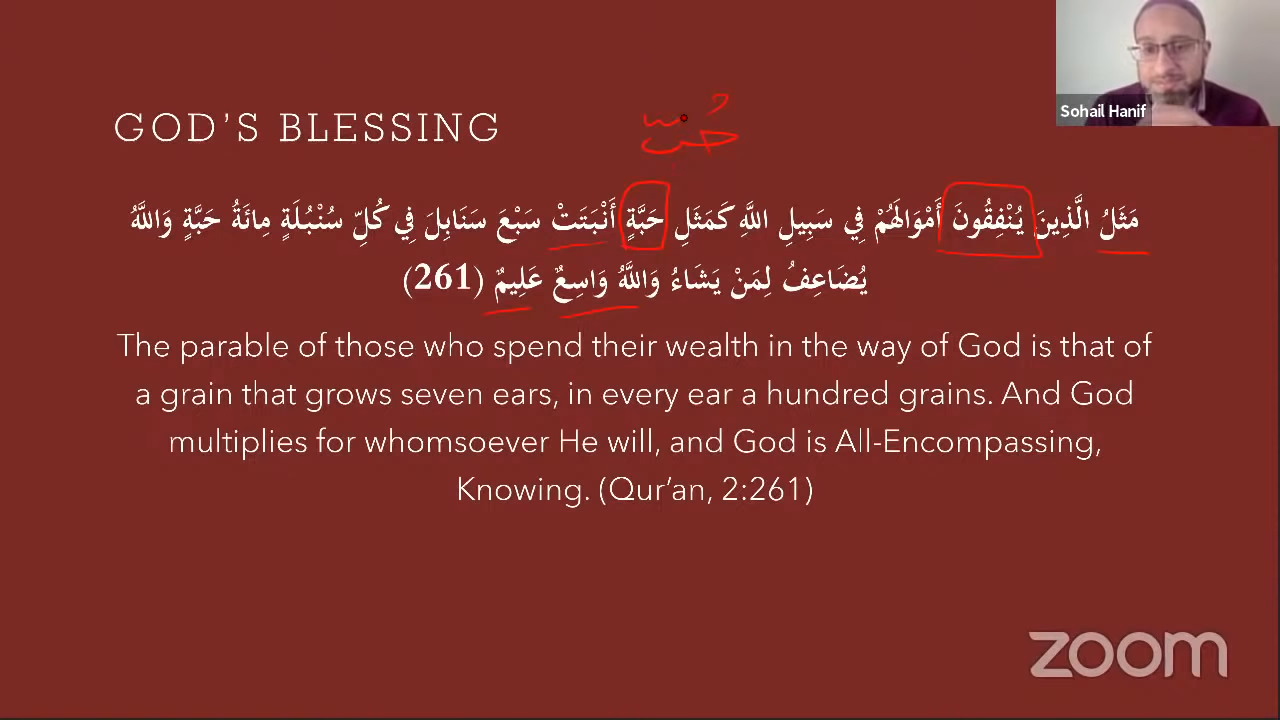 Sohail Hanif
GOD'S BLESSING
حُبّ
مَثَلُ الَّذِينَ يُنْفِقُونَ أَمْوَالَهُمْ فِي سَبِيلِ اللَّهِ كَمَثَلِ حَبَّةٍ أَنْبَتَتْ سَبْعَ سَنَابِلَ فِي كُلِّ سُنْبُلَةٍ مِائَةُ حَبَّةٍ وَاللَّهُ
يُضَاعِفُ لِمَنْ يَشَاءُ وَاللَّهُ وَاسِعٌ عَلِيمٌ (261)
The parable of those who spend their wealth in the way of God is that of
a grain that grows seven ears, in every ear a hundred grains. And God
multiplies for whomsoever He will, and God is All-Encompassing,
Knowing. (Qur'an, 2:261)
zoom